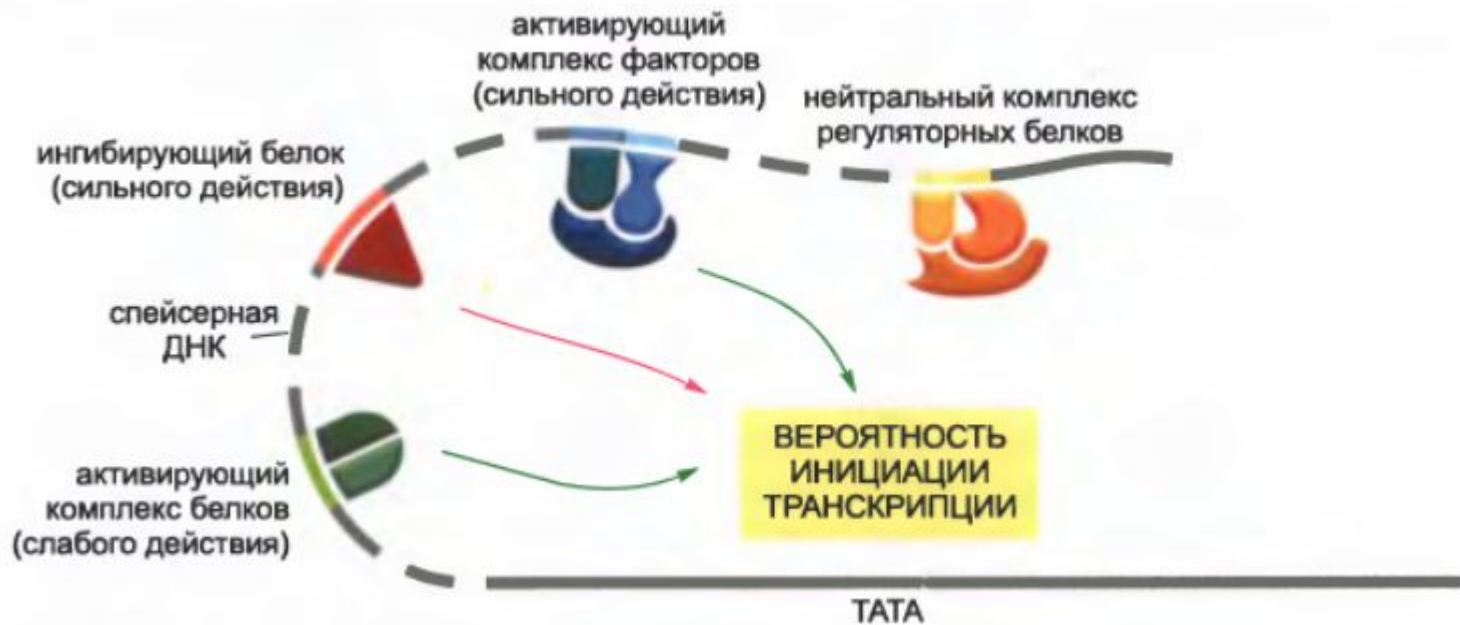 активирующий
комплекс факторов
(сильного действия)
нейтральный комплекс
регуляторных белков
ингибирующий белок
(сильного действия)
спейсерная
ДНК
активирующий
комплекс белков
(слабого действия)
ВЕРОЯТНОСТЬ
ИНИЦИАЦИИ
ТРАНСКРИПЦИИ
ТАТА